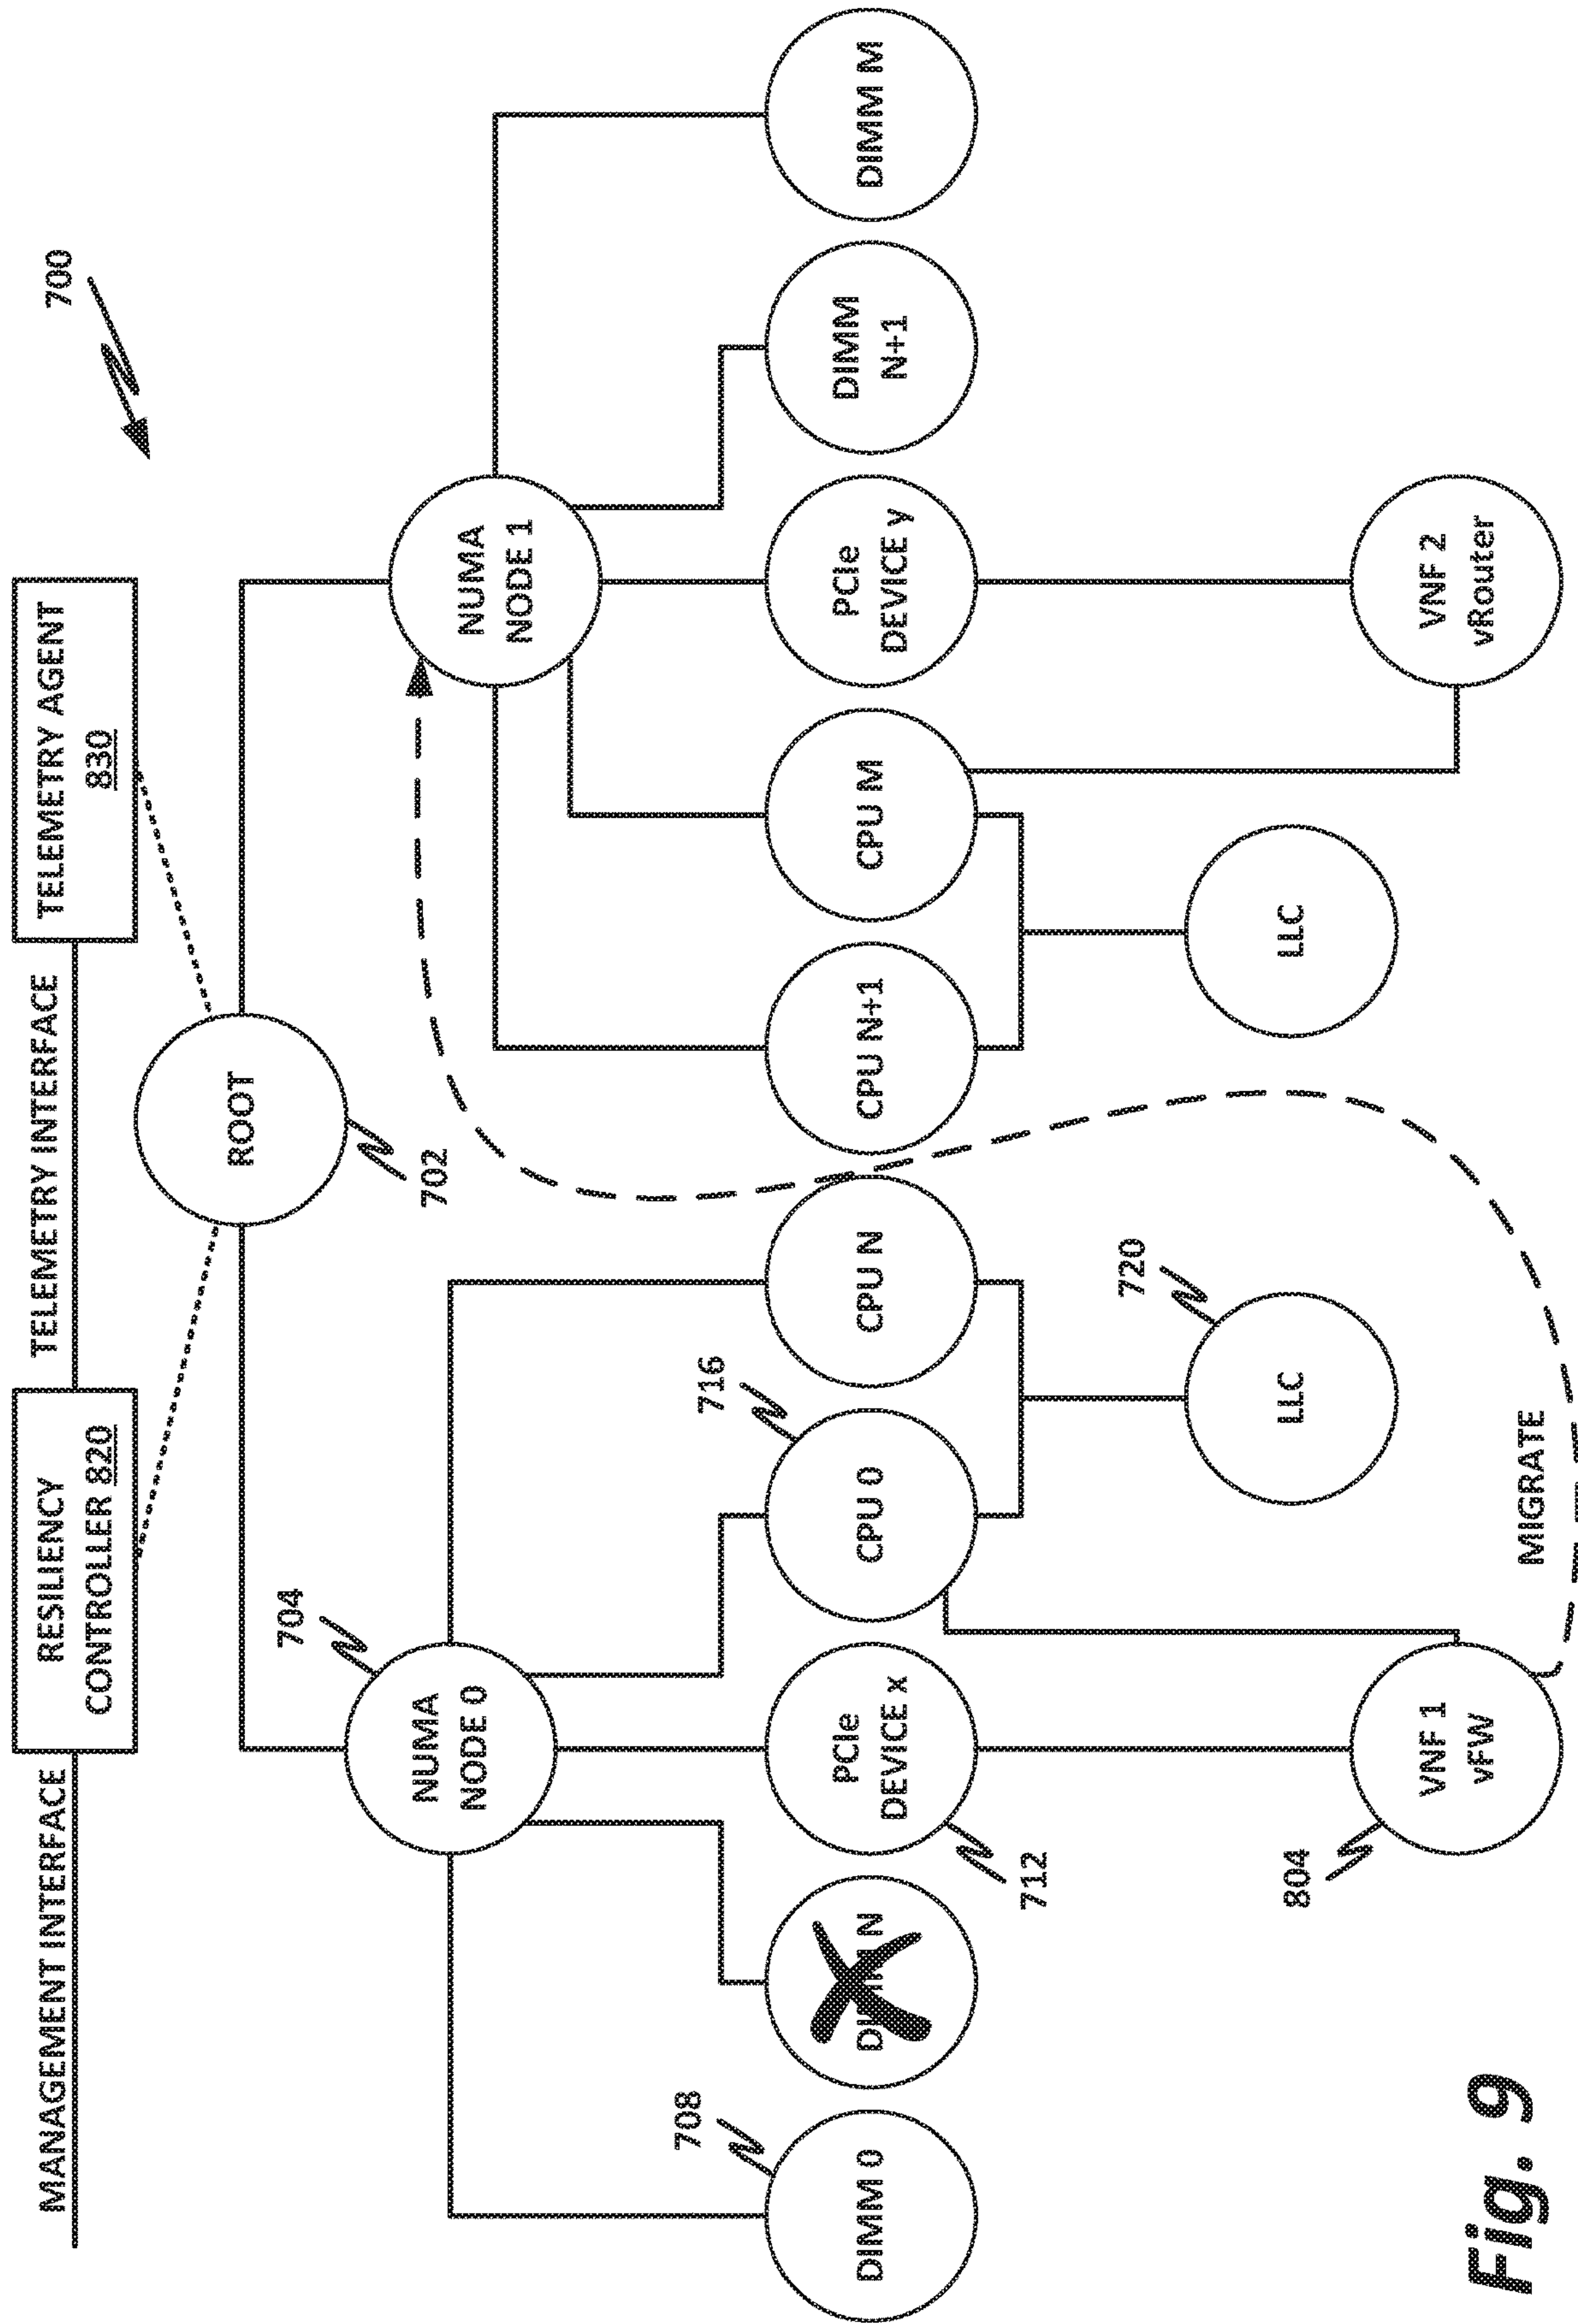 MANAGEMENT INTERFACE
RESILIENCY
CONTROLLER 820
TELEMETRY INTERFACE
TELEMETRY AGENT
830
700
ROOT
702
704
NUMA
NODE 0
NUMA
NODE 1
708
DIMM 0
PCIe
DEVICE x
712
716
CPU 0
CPU N
CPU N+1
CPU M
PCIe
DEVICE y
DIMM
N+1
DIMM M
720
LLC
LLC
804
VNF 1
vFW
MIGRATE
VNF 2
vRouter
Fig. 9